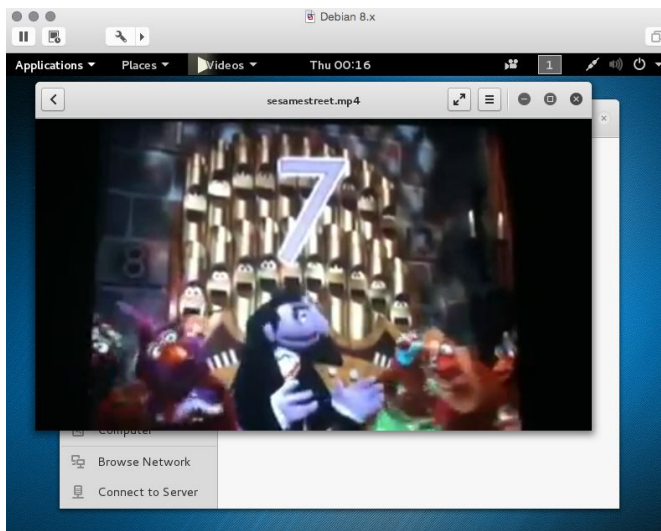 Debian 8.x
Applications Places Videos Thu 00:16 1
sesamestreet.mp4
7
8
Computer
Browse Network
Connect to Server